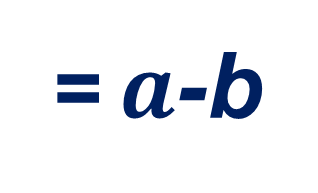 = a-b